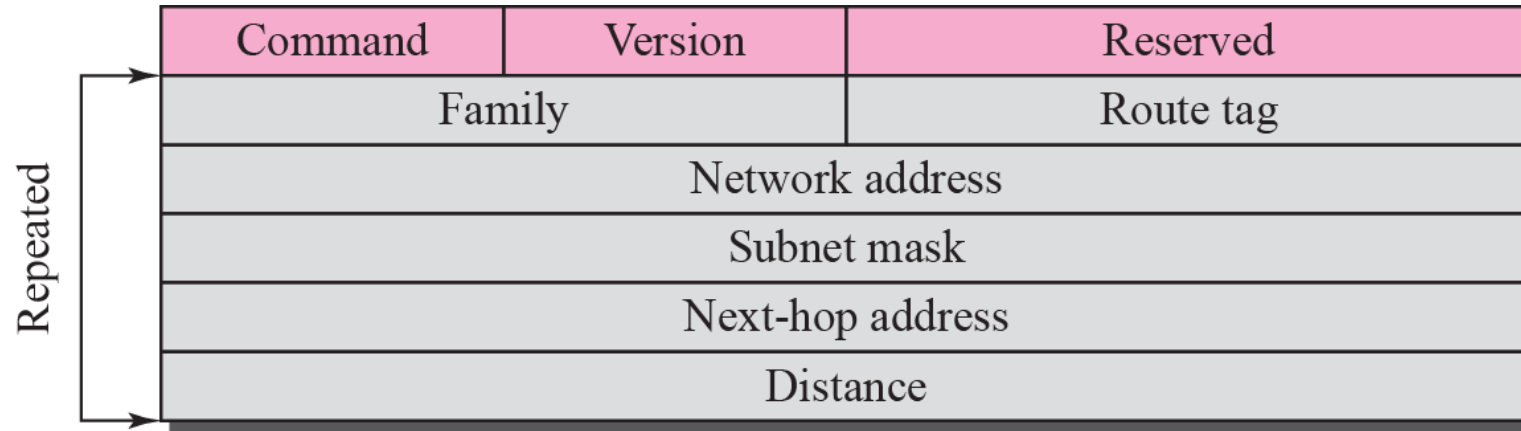 Command Version Reserved
Family Route tag
Network address
Subnet mask
Next-hop address
Distance
Repeated